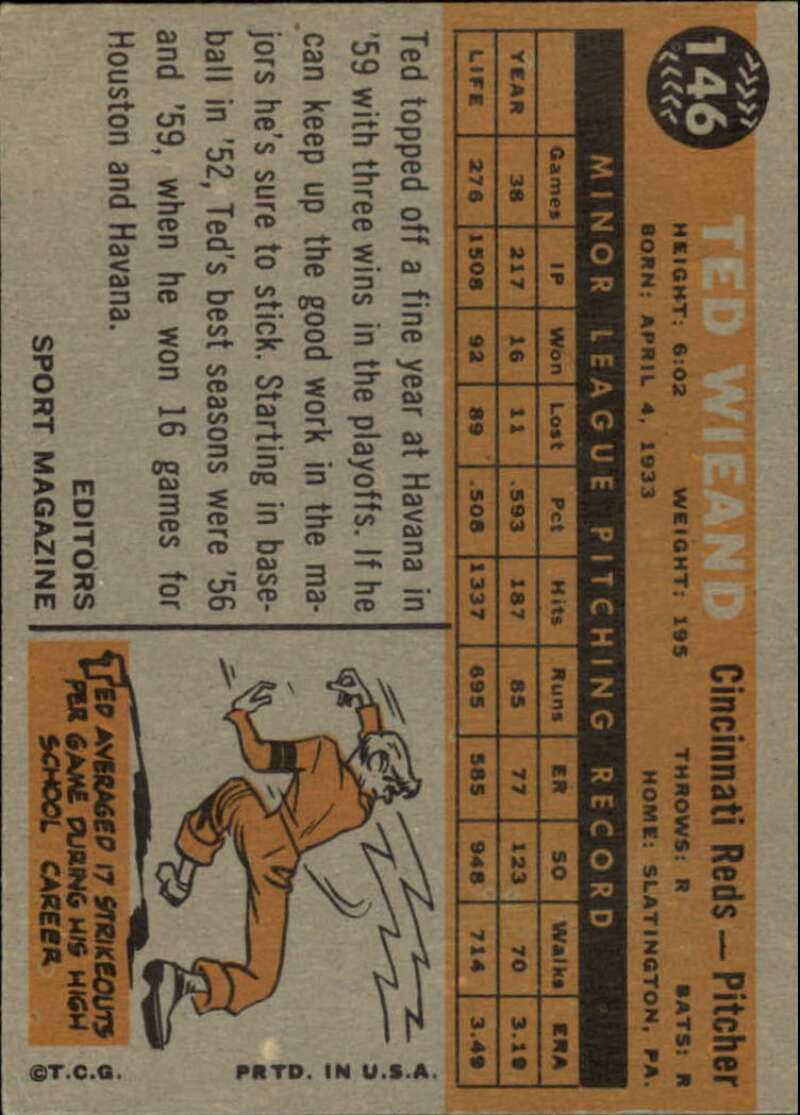 146
TED WIEAND Cincinnati Reds — Pitcher
HEIGHT: 6:02 WEIGHT: 195 THROWS: R BATS: R
BORN: APRIL 4, 1933 HOME: SLATINGTON, PA.
MINOR LEAGUE PITCHING RECORD
Games IP Won Lost Pct Hits Runs ER SO Walks ERA
YEAR 38 217 16 11 .593 187 85 77 123 70 3.19
LIFE 276 1508 92 89 .508 1337 695 585 948 714 3.49
Ted topped off a fine year at Havana in
'59 with three wins in the playoffs. If he
can keep up the good work in the ma-
jors he's sure to stick. Starting in base-
ball in '52, Ted's best seasons were '56
and '59, when he won 16 games for
Houston and Havana.
EDITORS
SPORT MAGAZINE
TED AVERAGED 17 STRIKEOUTS
PER GAME DURING HIS HIGH
SCHOOL CAREER
©T.C.G. PRTD. IN U.S.A.